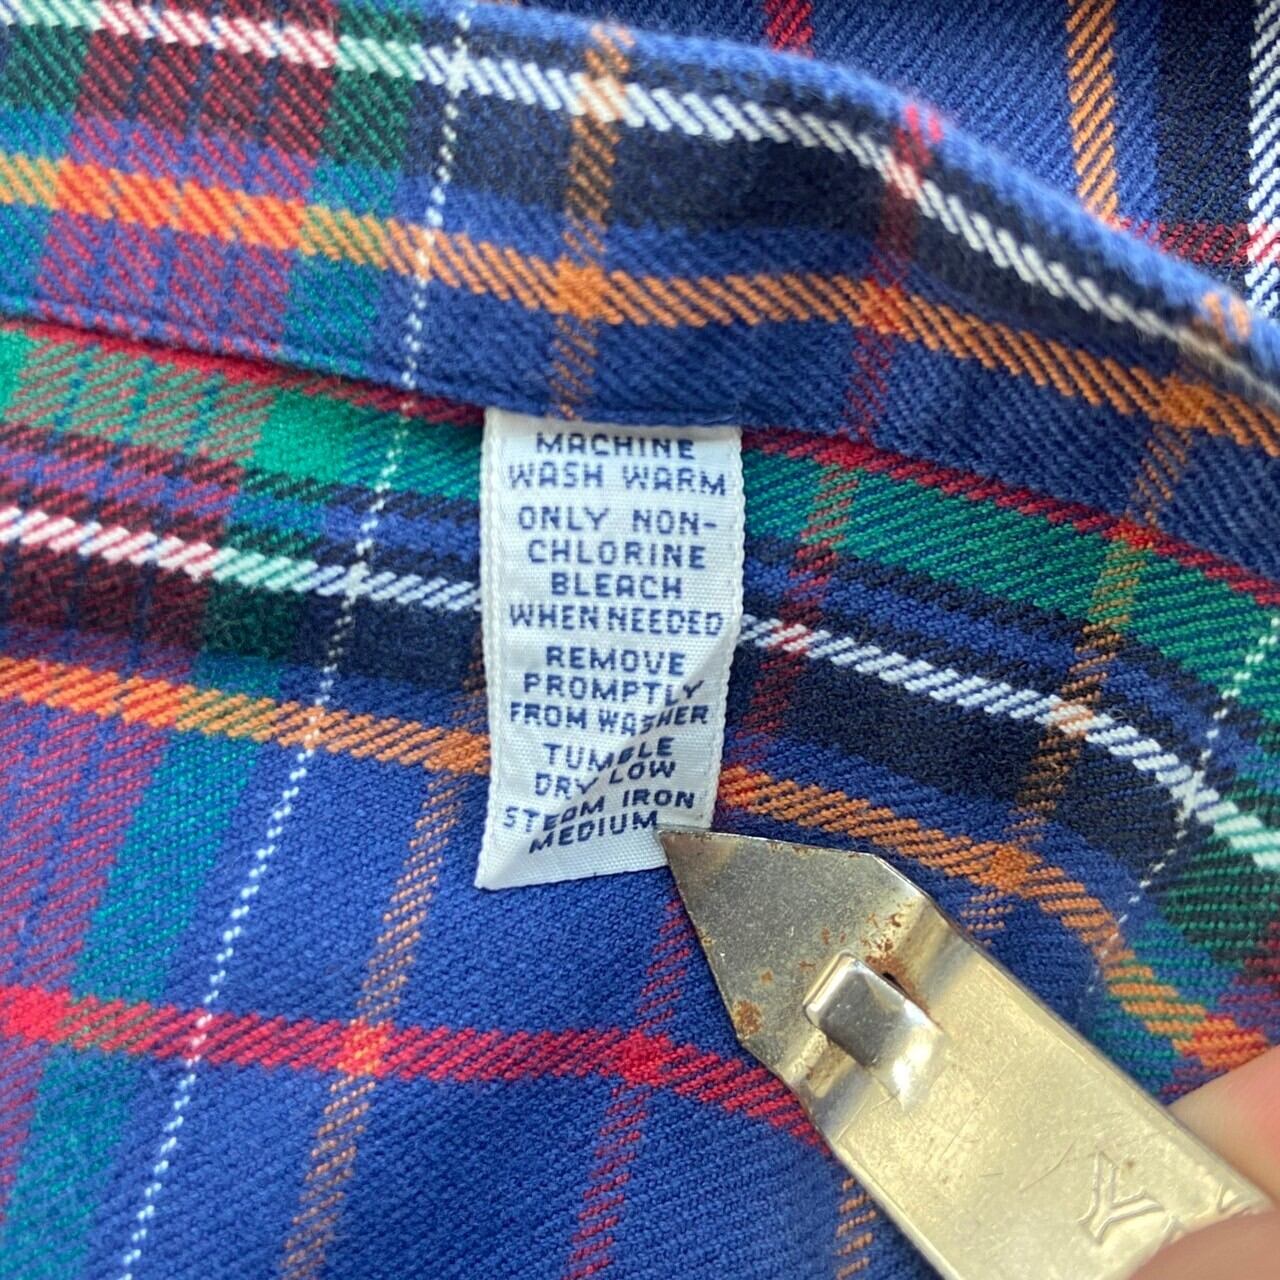 MACHINE
WASH WARM
ONLY NON-
CHLORINE
BLEACH
WHEN NEEDED
REMOVE
PROMPTLY
FROM WASHER
TUMBLE
DRY LOW
STEAM IRON
MEDIUM
Y